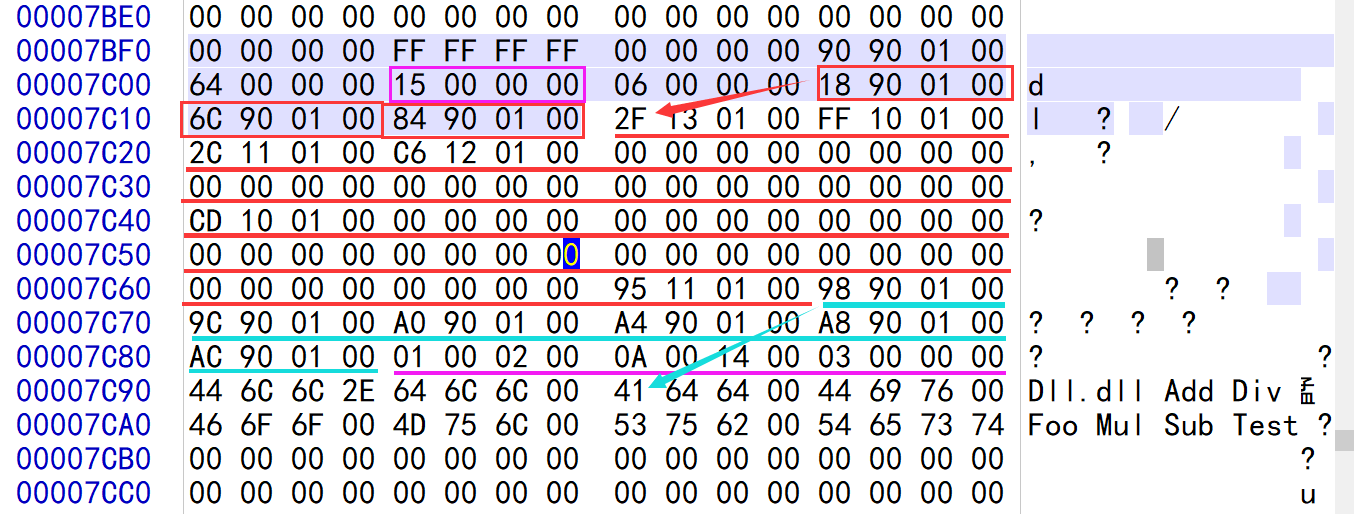 00007BE0 00 00 00 00 00 00 00 00 00 00 00 00 00 00 00 00
00007BF0 00 00 00 00 FF FF FF FF 00 00 00 00 90 90 01 00
00007C00 64 00 00 00 15 00 00 00 06 00 00 00 18 90 01 00 d
00007C10 6C 90 01 00 84 90 01 00 2F 13 01 00 FF 10 01 00 l ? /
00007C20 2C 11 01 00 C6 12 01 00 00 00 00 00 00 00 00 00 , ?
00007C30 00 00 00 00 00 00 00 00 00 00 00 00 00 00 00 00
00007C40 CD 10 01 00 00 00 00 00 00 00 00 00 00 00 00 00 ?
00007C50 00 00 00 00 00 00 00 00 00 00 00 00 00 00 00 00
00007C60 00 00 00 00 00 00 00 00 95 11 01 00 98 90 01 00 ? ?
00007C70 9C 90 01 00 A0 90 01 00 A4 90 01 00 A8 90 01 00 ? ? ? ?
00007C80 AC 90 01 00 01 00 02 00 0A 00 14 00 03 00 00 00 ? ?
00007C90 44 6C 6C 2E 64 6C 6C 00 41 64 64 00 44 69 76 00 Dll.dll Add Div
00007CA0 46 6F 6F 00 4D 75 6C 00 53 75 62 00 54 65 73 74 Foo Mul Sub Test ?
00007CB0 00 00 00 00 00 00 00 00 00 00 00 00 00 00 00 00 ?
00007CC0 00 00 00 00 00 00 00 00 00 00 00 00 00 00 00 00 u